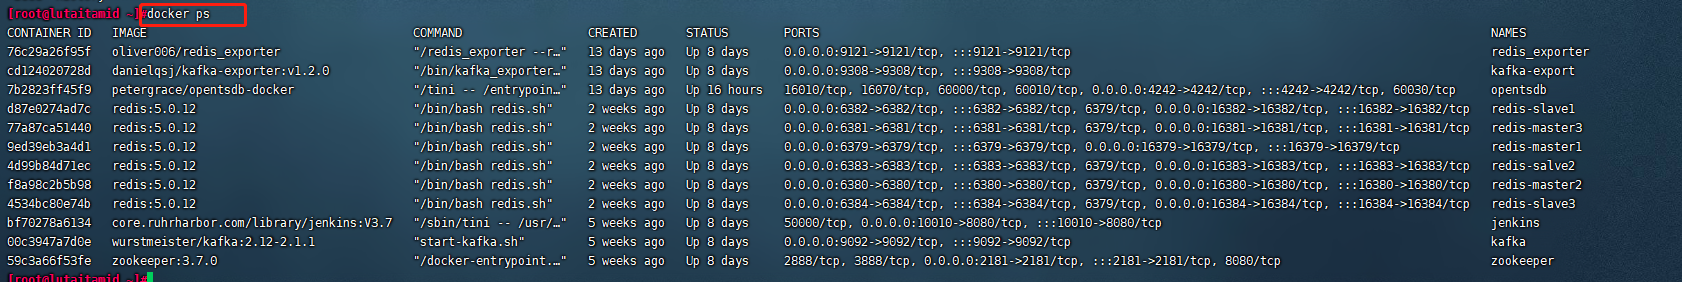 [root@lutaitamid ~]#docker ps
CONTAINER ID IMAGE COMMAND CREATED STATUS PORTS NAMES
76c29a26f95f oliver006/redis_exporter "/redis_exporter --r…" 13 days ago Up 8 days 0.0.0.0:9121->9121/tcp, :::9121->9121/tcp redis_exporter
cd124020728d danielqsj/kafka-exporter:v1.2.0 "/bin/kafka_exporter…" 13 days ago Up 8 days 0.0.0.0:9308->9308/tcp, :::9308->9308/tcp kafka-export
7b2823ff45f9 petergrace/opentsdb-docker "/tini -- /entrypoin…" 13 days ago Up 16 hours 16010/tcp, 16070/tcp, 60000/tcp, 60010/tcp, 0.0.0.0:4242->4242/tcp, :::4242->4242/tcp, 60030/tcp opentsdb
d87e0274ad7c redis:5.0.12 "/bin/bash redis.sh" 2 weeks ago Up 8 days 0.0.0.0:6382->6382/tcp, :::6382->6382/tcp, 6379/tcp, 0.0.0.0:16382->16382/tcp, :::16382->16382/tcp redis-slave1
77a87ca51440 redis:5.0.12 "/bin/bash redis.sh" 2 weeks ago Up 8 days 0.0.0.0:6381->6381/tcp, :::6381->6381/tcp, 6379/tcp, 0.0.0.0:16381->16381/tcp, :::16381->16381/tcp redis-master3
9ed39eb3a4d1 redis:5.0.12 "/bin/bash redis.sh" 2 weeks ago Up 8 days 0.0.0.0:6379->6379/tcp, :::6379->6379/tcp, 0.0.0.0:16379->16379/tcp, :::16379->16379/tcp redis-master1
4d99b84d71ec redis:5.0.12 "/bin/bash redis.sh" 2 weeks ago Up 8 days 0.0.0.0:6383->6383/tcp, :::6383->6383/tcp, 6379/tcp, 0.0.0.0:16383->16383/tcp, :::16383->16383/tcp redis-salve2
f8a98c2b5b98 redis:5.0.12 "/bin/bash redis.sh" 2 weeks ago Up 8 days 0.0.0.0:6380->6380/tcp, :::6380->6380/tcp, 6379/tcp, 0.0.0.0:16380->16380/tcp, :::16380->16380/tcp redis-master2
4534bc80e74b redis:5.0.12 "/bin/bash redis.sh" 2 weeks ago Up 8 days 0.0.0.0:6384->6384/tcp, :::6384->6384/tcp, 6379/tcp, 0.0.0.0:16384->16384/tcp, :::16384->16384/tcp redis-slave3
bf70278a6134 core.ruhrharbor.com/library/jenkins:V3.7 "/sbin/tini -- /usr/…" 5 weeks ago Up 8 days 50000/tcp, 0.0.0.0:10010->8080/tcp, :::10010->8080/tcp jenkins
00c3947a7d0e wurstmeister/kafka:2.12-2.1.1 "start-kafka.sh" 5 weeks ago Up 8 days 0.0.0.0:9092->9092/tcp, :::9092->9092/tcp kafka
59c3a66f53fe zookeeper:3.7.0 "/docker-entrypoint.…" 5 weeks ago Up 8 days 2888/tcp, 3888/tcp, 0.0.0.0:2181->2181/tcp, :::2181->2181/tcp, 8080/tcp zookeeper
[root@lutaitamid ~]#